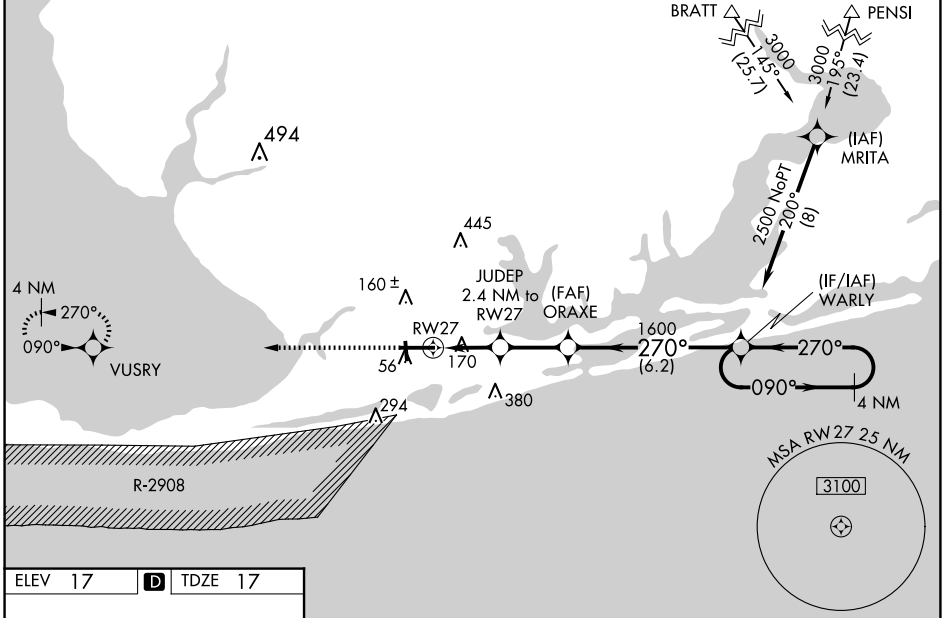 BRATT
PENSI
3000
145°
(25.7)
3000
195°
(23.4)
(IAF)
MRITA
494
2500 NoPT
200°
(8)
445
4 NM
270°
090°
VUSRY
160 ±
JUDEP
2.4 NM to
RW27
(FAF)
ORAXE
(IF/IAF)
WARLY
RW27
1600
270°
(6.2)
270°
090°
4 NM
56
170
380
294
R-2908
MSA RW27 25 NM
3100
ELEV 17 D TDZE 17